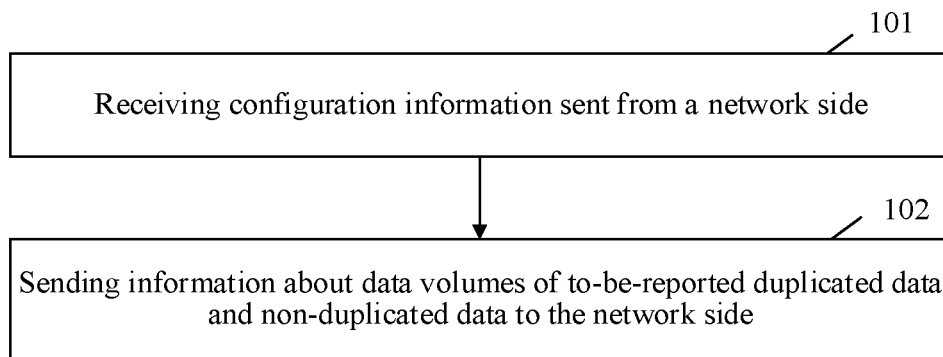 101
Receiving configuration information sent from a network side
102
Sending information about data volumes of to-be-reported duplicated data
and non-duplicated data to the network side